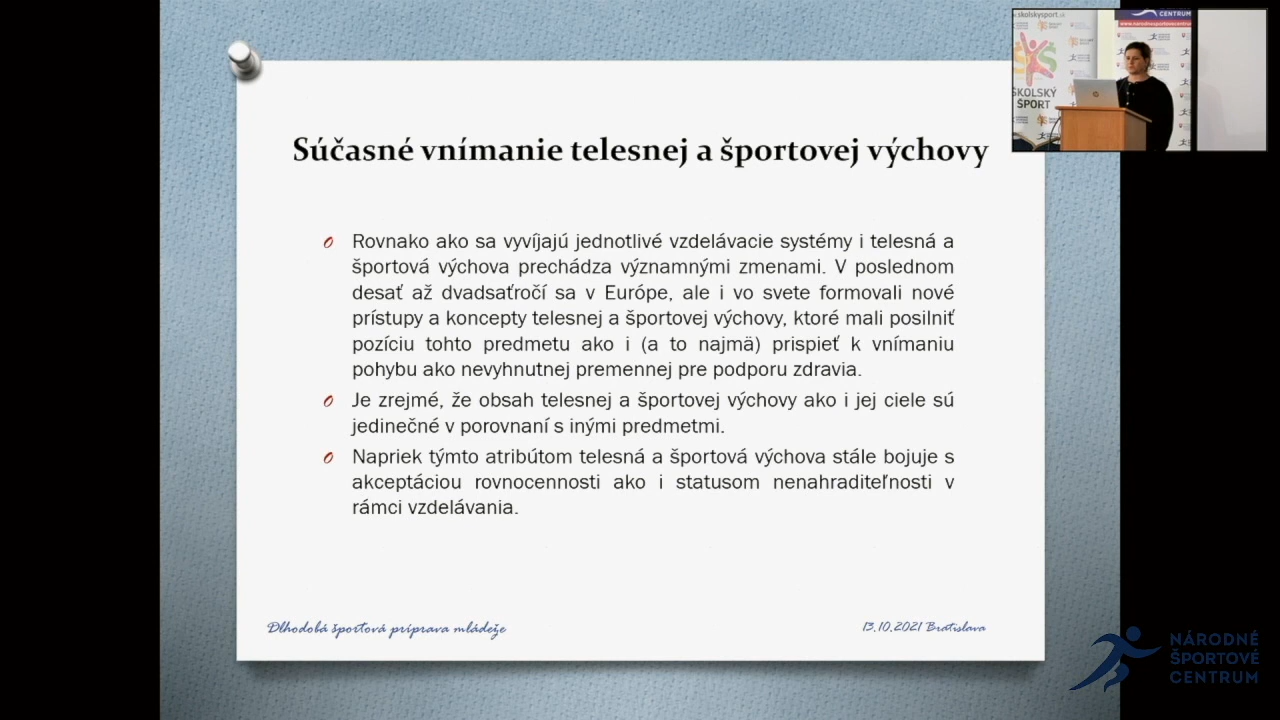 Súčasné vnímanie telesnej a športovej výchovy
Rovnako ako sa vyvíjajú jednotlivé vzdelávacie systémy i telesná a
športová výchova prechádza významnými zmenami. V poslednom
desať až dvadsaťročí sa v Európe, ale i vo svete formovali nové
prístupy a koncepty telesnej a športovej výchovy, ktoré mali posilniť
pozíciu tohto predmetu ako i (a to najmä) prispieť k vnímaniu
pohybu ako nevyhnutnej premennej pre podporu zdravia.
Je zrejmé, že obsah telesnej a športovej výchovy ako i jej ciele sú
jedinečné v porovnaní s inými predmetmi.
Napriek týmto atribútom telesná a športová výchova stále bojuje s
akceptáciou rovnocennosti ako i statusom nenahraditeľnosti v
rámci vzdelávania.
Dlhodobá športová príprava mládeže
13.10.2021 Bratislava
ŠKOLSKÝ
ŠPORT
CENTRUM
NÁRODNÉ
ŠPORTOVÉ
CENTRUM